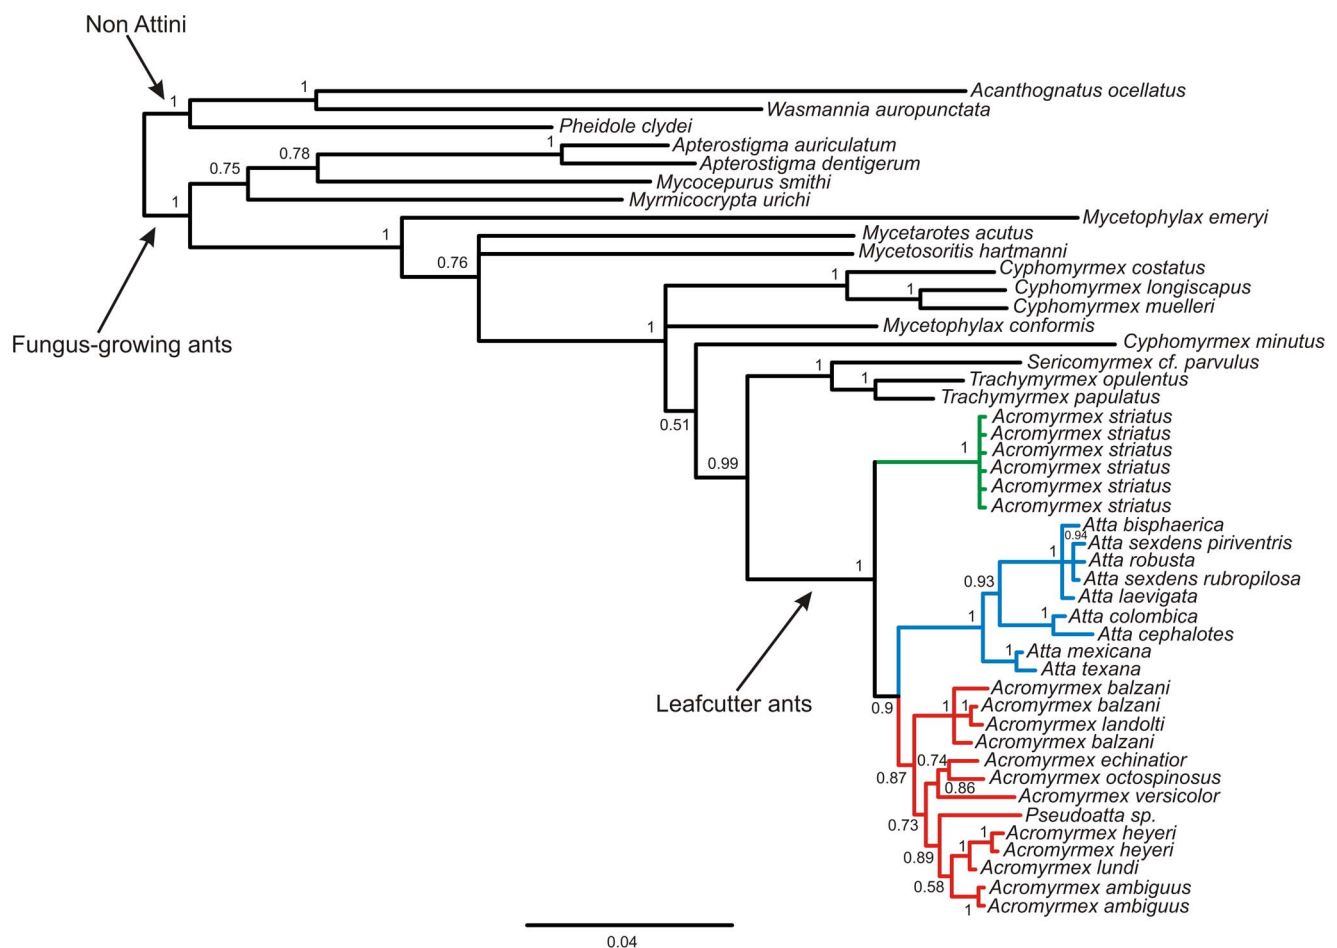 Non Attini
1
1
Acanthognatus ocellatus
Wasmannia auropunctata
Pheidole clydei
1
Apterostigma auriculatum
0.78
0.75
Apterostigma dentigerum
Mycocepurus smithi
1
Myrmicocrypta urichi
Mycetophylax emeryi
1
Mycetarotes acutus
0.76
Mycetosoritis hartmanni
1
Cyphomyrmex costatus
1
Cyphomyrmex longiscapus
Cyphomyrmex muelleri
1
Mycetophylax conformis
Fungus-growing ants
Cyphomyrmex minutus
1
Sericomyrmex cf. parvulus
1
Trachymyrmex opulentus
Trachymyrmex papulatus
0.51
Acromyrmex striatus
Acromyrmex striatus
1
Acromyrmex striatus
0.99
Acromyrmex striatus
Acromyrmex striatus
Acromyrmex striatus
Atta bisphaerica
0.94
Atta sexdens piriventris
1
1
Atta robusta
0.93
Atta sexdens rubropilosa
Atta laevigata
1
1
Atta colombica
Atta cephalotes
1
Atta mexicana
Atta texana
Leafcutter ants
0.9
Acromyrmex balzani
1
1
Acromyrmex balzani
Acromyrmex landolti
Acromyrmex balzani
0.74
Acromyrmex echinatior
0.87
Acromyrmex octospinosus
0.86
Acromyrmex versicolor
0.73
Pseudoatta sp.
1
Acromyrmex heyeri
1
Acromyrmex heyeri
0.89
Acromyrmex lundi
0.58
Acromyrmex ambiguus
1
Acromyrmex ambiguus
0.04